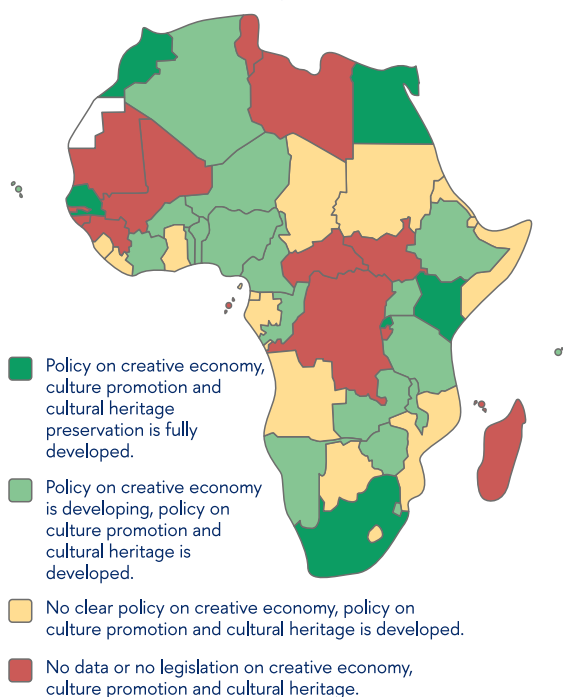 Policy on creative economy,
culture promotion and
cultural heritage
preservation is fully
developed.
Policy on creative economy
is developing, policy on
culture promotion and
cultural heritage is
developed.
No clear policy on creative economy, policy on
culture promotion and cultural heritage is developed.
No data or no legislation on creative economy,
culture promotion and cultural heritage.